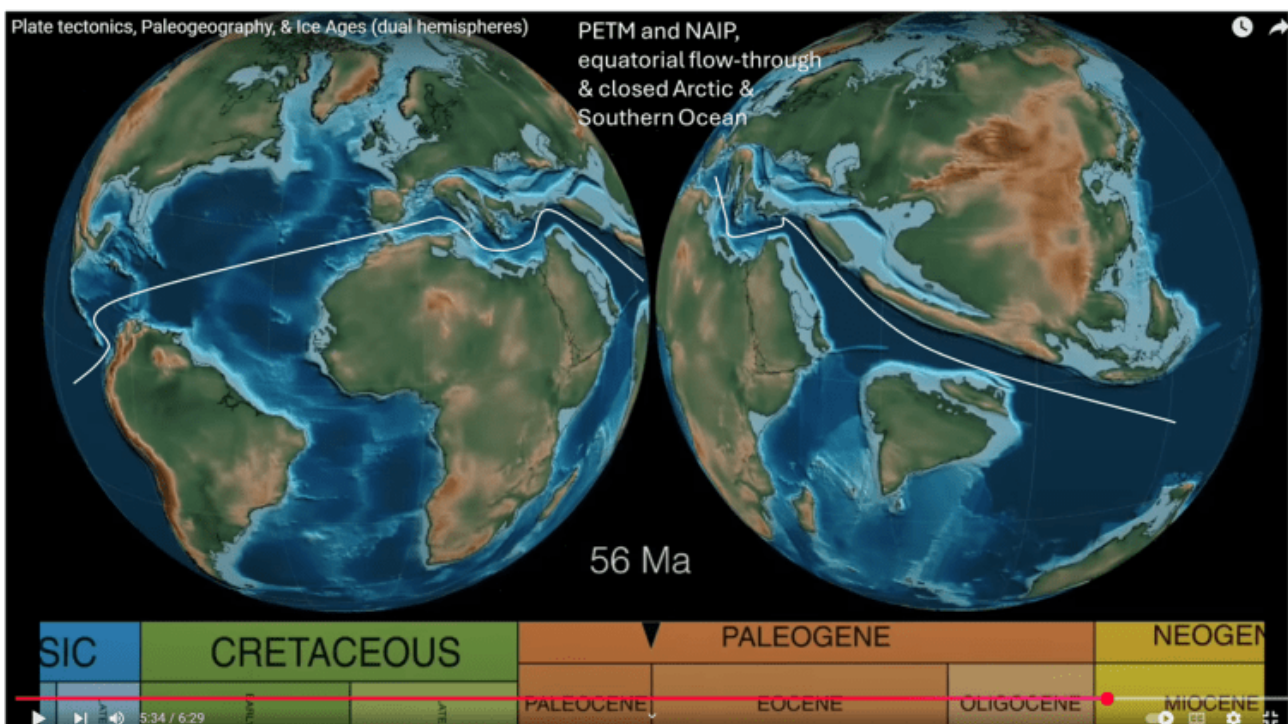 Plate tectonics, Paleogeography, & Ice Ages (dual hemispheres)
PETM and NAIP,
equatorial flow-through
& closed Arctic &
Southern Ocean
56 Ma
SIC
CRETACEOUS
PALEOGENE
NEOGEN
PALEOCENE
EOCENE
OLIGOCENE
MIOCENE
5:34 / 6:29